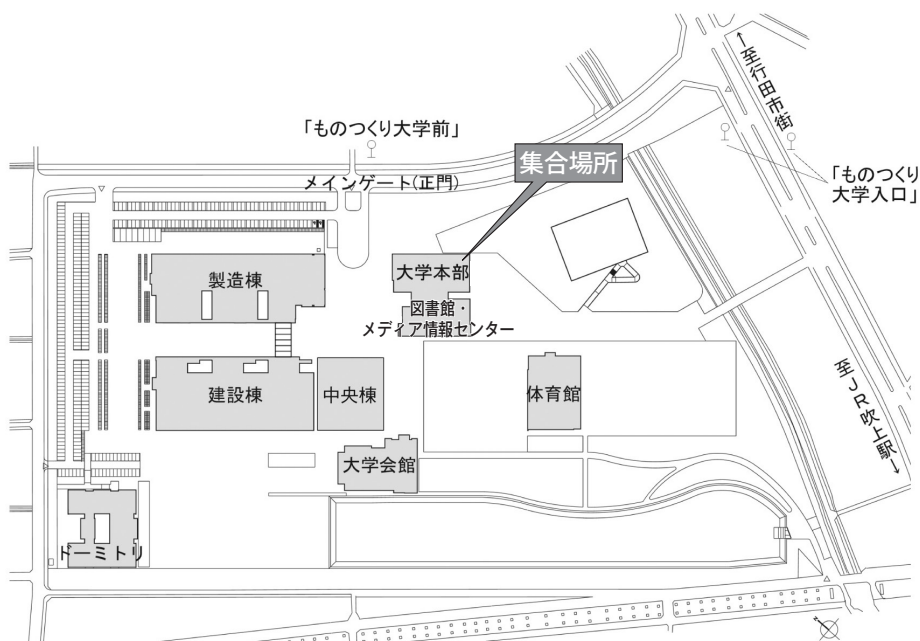 ←至行田市街
「ものつくり大学前」
集合場所
メインゲート(正門)
「ものつくり
大学入口」
製造棟
大学本部
図書館・
メディア情報センター
建設棟
中央棟
体育館
至JR吹上駅→
大学会館
ドーミトリ